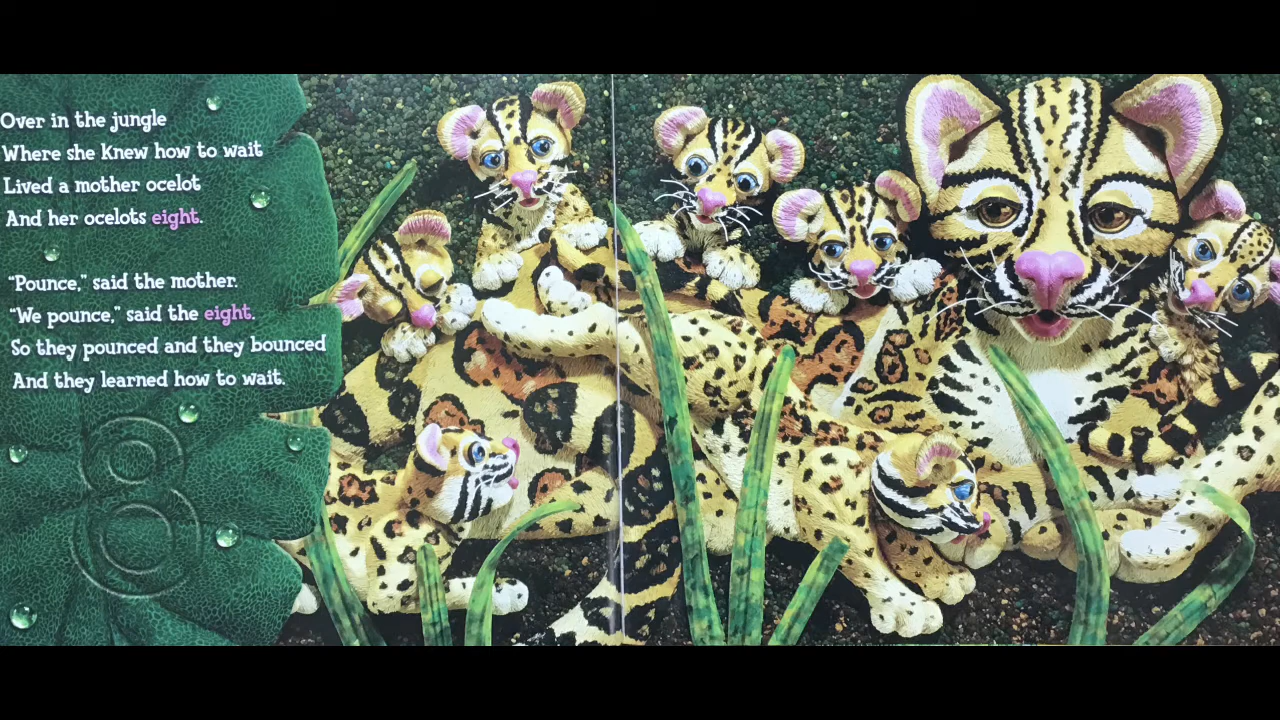 Over in the jungle
Where she knew how to wait
Lived a mother ocelot
And her ocelots eight.
“Pounce,” said the mother.
“We pounce,” said the eight.
So they pounced and they bounced
And they learned how to wait.
8